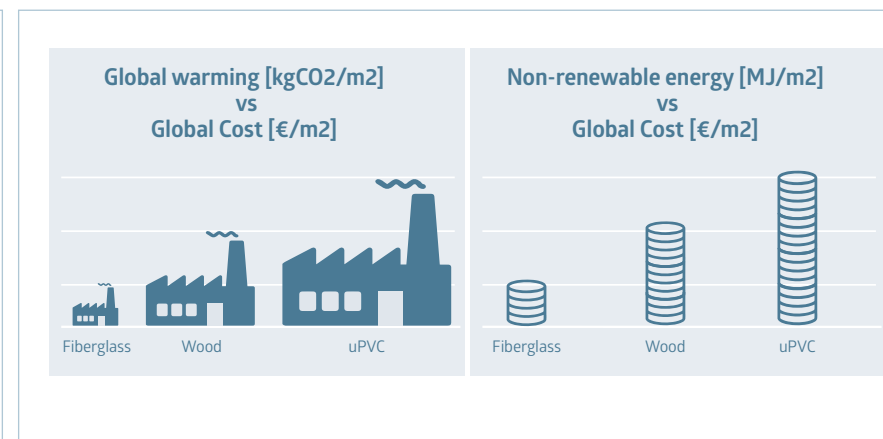 Global warming [kgCO2/m2]
vs
Global Cost [€/m2]
Fiberglass
Wood
uPVC
Non-renewable energy [MJ/m2]
vs
Global Cost [€/m2]
Fiberglass
Wood
uPVC